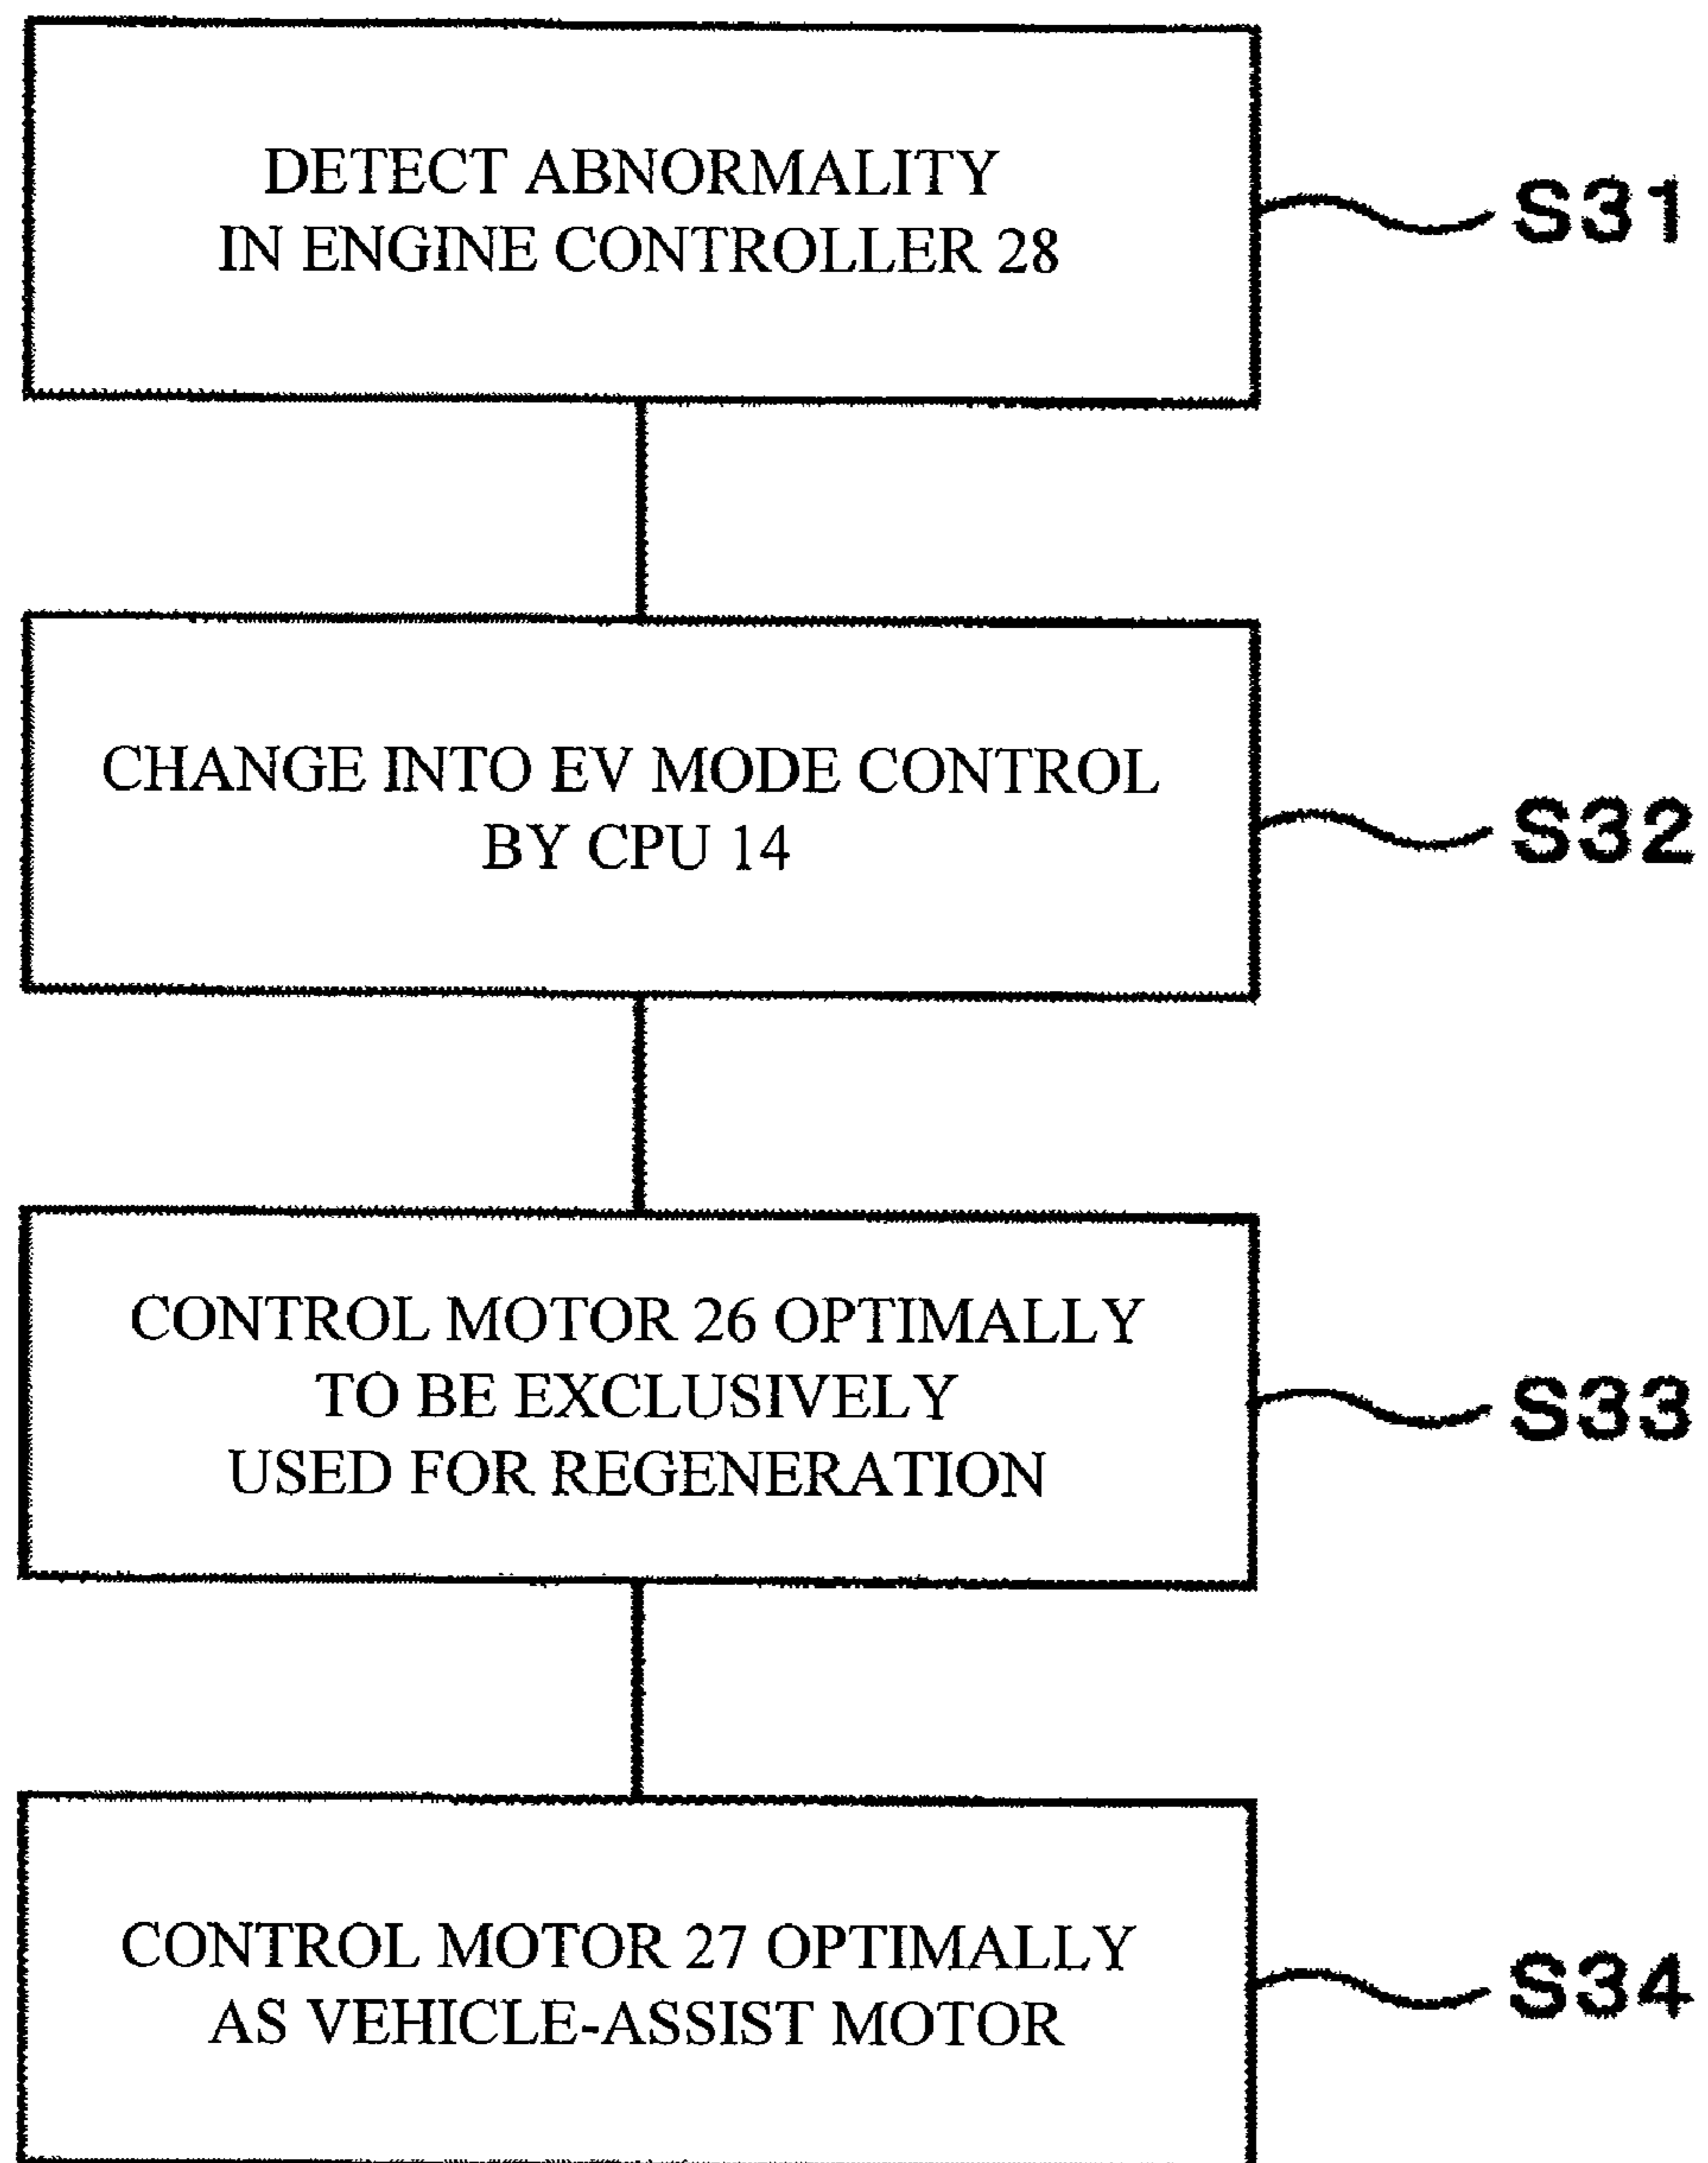 DETECT ABNORMALITY
IN ENGINE CONTROLLER 28
S31
CHANGE INTO EV MODE CONTROL
BY CPU 14
S32
CONTROL MOTOR 26 OPTIMALLY
TO BE EXCLUSIVELY
USED FOR REGENERATION
S33
CONTROL MOTOR 27 OPTIMALLY
AS VEHICLE-ASSIST MOTOR
S34